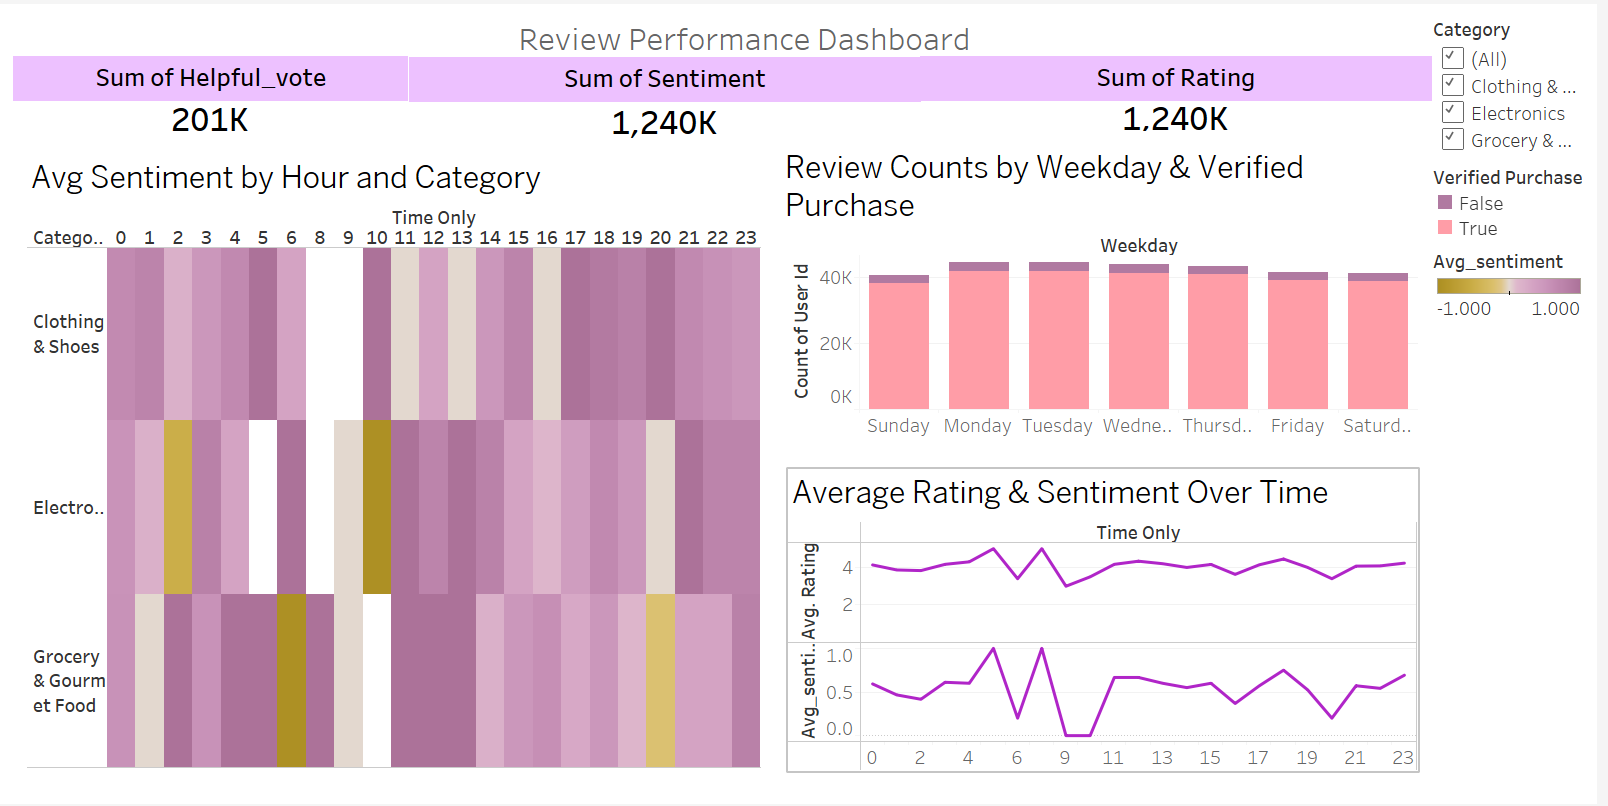 Review Performance Dashboard
Sum of Helpful_vote
Sum of Sentiment
Sum of Rating
201K
1,240K
1,240K
Avg Sentiment by Hour and Category
Time Only
Catego.. 0 1 2 3 4 5 6 8 9 10 11 12 13 14 15 16 17 18 19 20 21 22 23
Clothing
& Shoes
Electro..
Grocery
& Gourm
et Food
Review Counts by Weekday & Verified
Purchase
Weekday
Count of User Id
40K
20K
0K
Sunday Monday Tuesday Wedne.. Thursd.. Friday Saturd..
Average Rating & Sentiment Over Time
Time Only
Avg. Rating
4
2
Avg_senti..
1.0
0.5
0.0
0 2 4 6 9 11 13 15 17 19 21 23
Category
(All)
Clothing & ...
Electronics
Grocery & ...
Verified Purchase
False
True
Avg_sentiment
-1.000 1.000